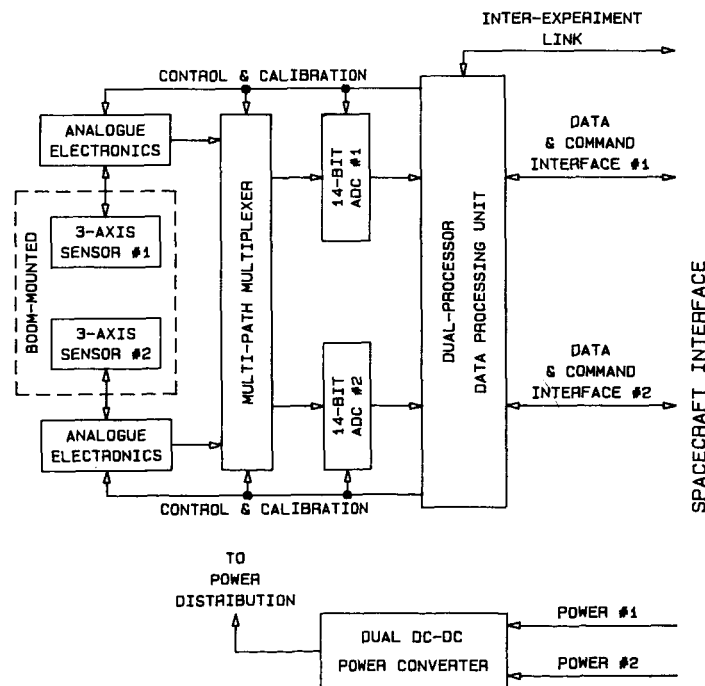 INTER-EXPERIMENT
LINK
CONTROL & CALIBRATION
ANALOGUE
ELECTRONICS
BOOM-MOUNTED
3-AXIS
SENSOR #1
3-AXIS
SENSOR #2
ANALOGUE
ELECTRONICS
MULTI-PATH MULTIPLEXER
14-BIT
ADC #1
14-BIT
ADC #2
DUAL-PROCESSOR
DATA PROCESSING UNIT
DATA
& COMMAND
INTERFACE #1
DATA
& COMMAND
INTERFACE #2
SPACECRAFT INTERFACE
CONTROL & CALIBRATION
TO
POWER
DISTRIBUTION
DUAL DC-DC
POWER CONVERTER
POWER #1
POWER #2